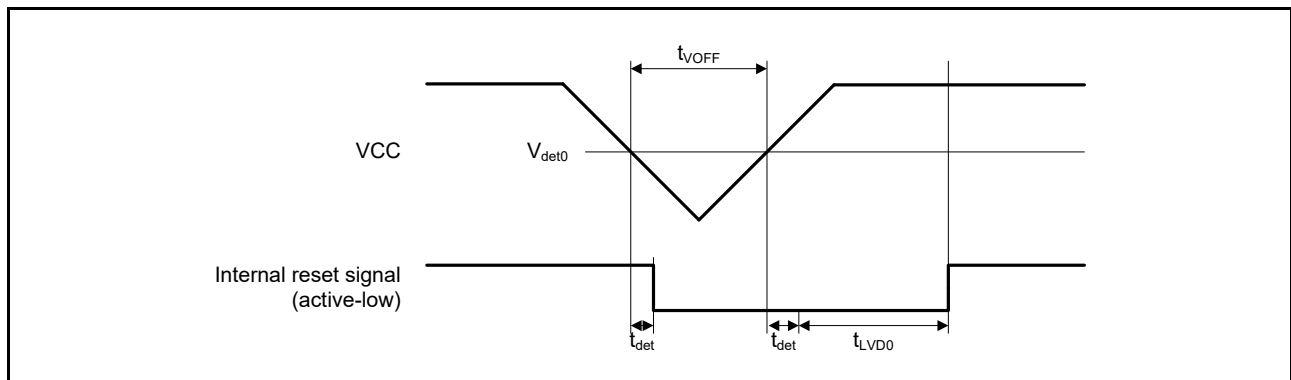 tVOFF
VCC
Vdet0
Internal reset signal
(active-low)
tdet
tdet
tLVD0